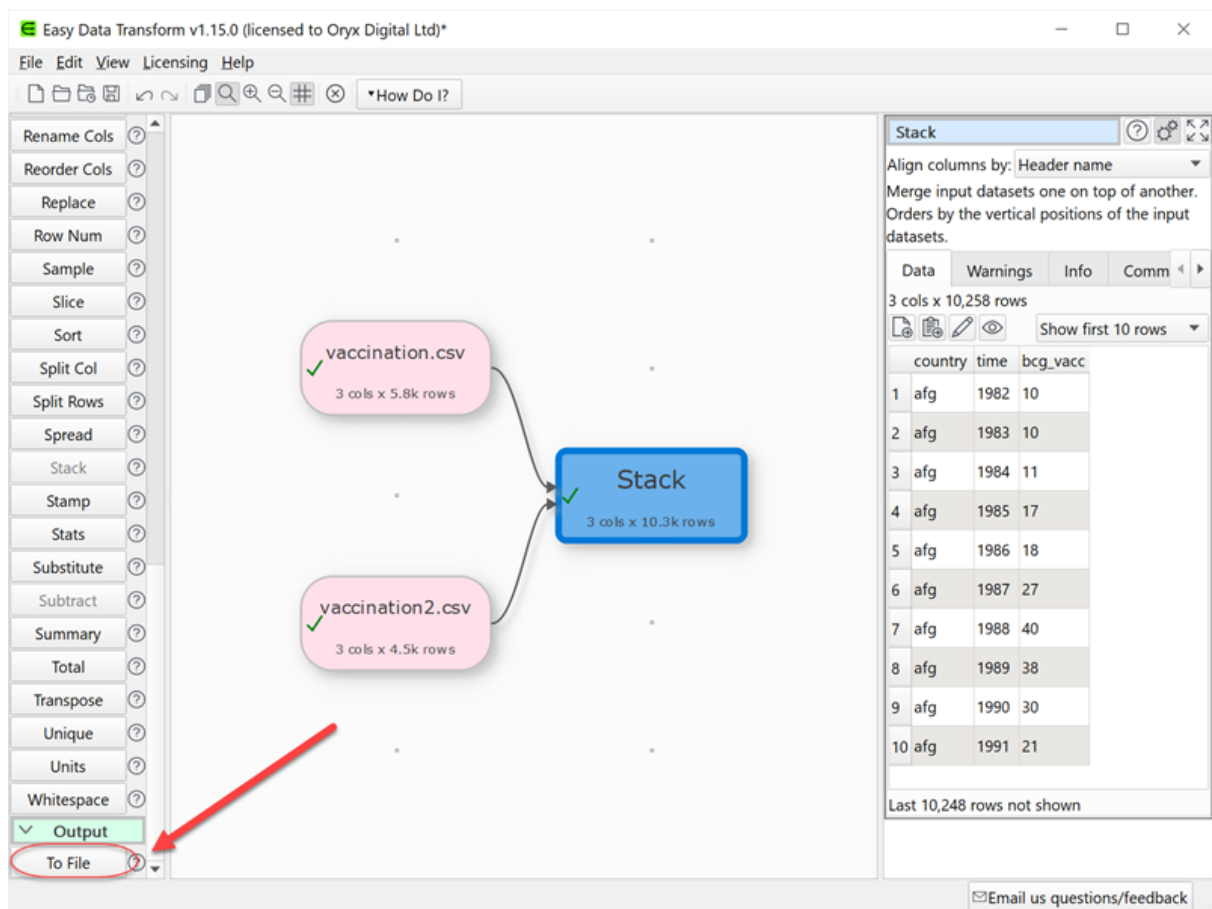 Easy Data Transform v1.15.0 (licensed to Oryx Digital Ltd)*
File Edit View Licensing Help
How Do I?
Rename Cols
Reorder Cols
Replace
Row Num
Sample
Slice
Sort
Split Col
Split Rows
Spread
Stack
Stamp
Stats
Substitute
Subtract
Summary
Total
Transpose
Unique
Units
Whitespace
Output
To File
vaccination.csv
3 cols x 5.8k rows
vaccination2.csv
3 cols x 4.5k rows
Stack
3 cols x 10.3k rows
Stack
Align columns by: Header name
Merge input datasets one on top of another.
Orders by the vertical positions of the input
datasets.
Data Warnings Info Comm
3 cols x 10,258 rows
Show first 10 rows
country time bcg_vacc
1 afg 1982 10
2 afg 1983 10
3 afg 1984 11
4 afg 1985 17
5 afg 1986 18
6 afg 1987 27
7 afg 1988 40
8 afg 1989 38
9 afg 1990 30
10 afg 1991 21
Last 10,248 rows not shown
Email us questions/feedback